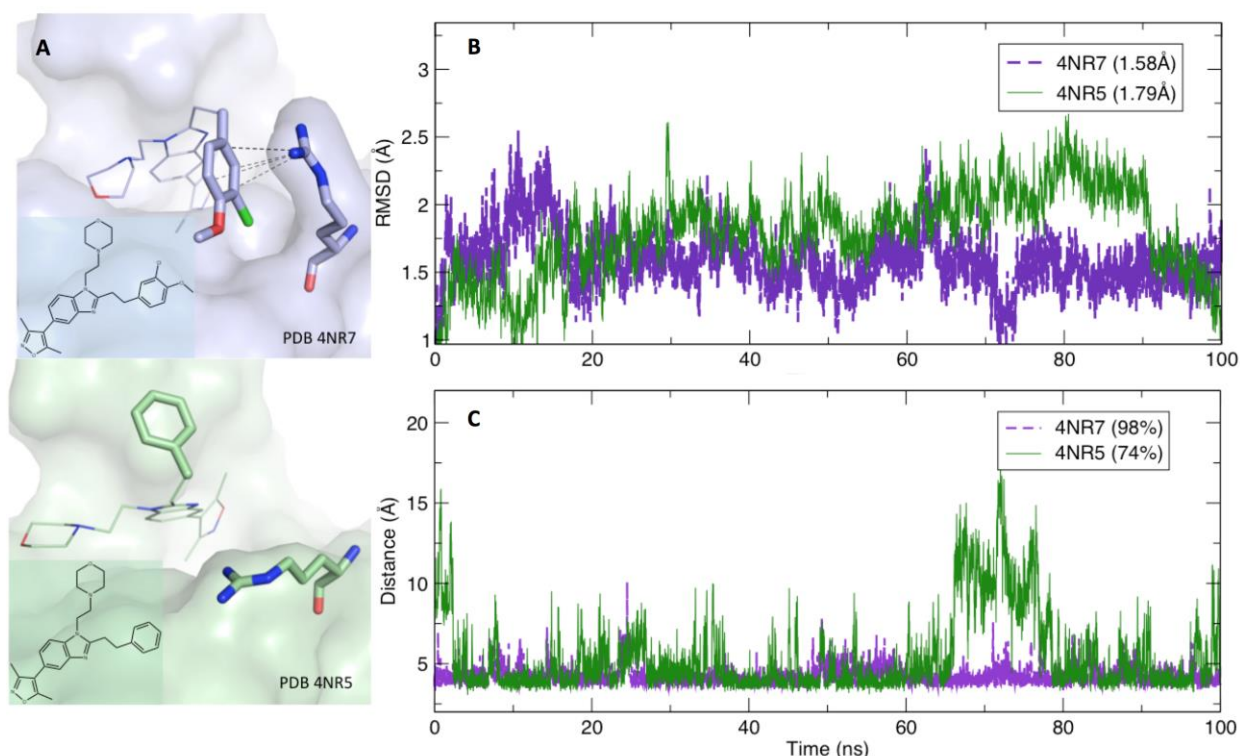 A
PDB 4NR7
PDB 4NR5
B
4NR7 (1.58Å)
4NR5 (1.79Å)
RMSD (Å)
3
2.5
2
1.5
1
0
20
40
60
80
100
C
4NR7 (98%)
4NR5 (74%)
Distance (Å)
20
15
10
5
0
20
40
60
80
100
Time (ns)